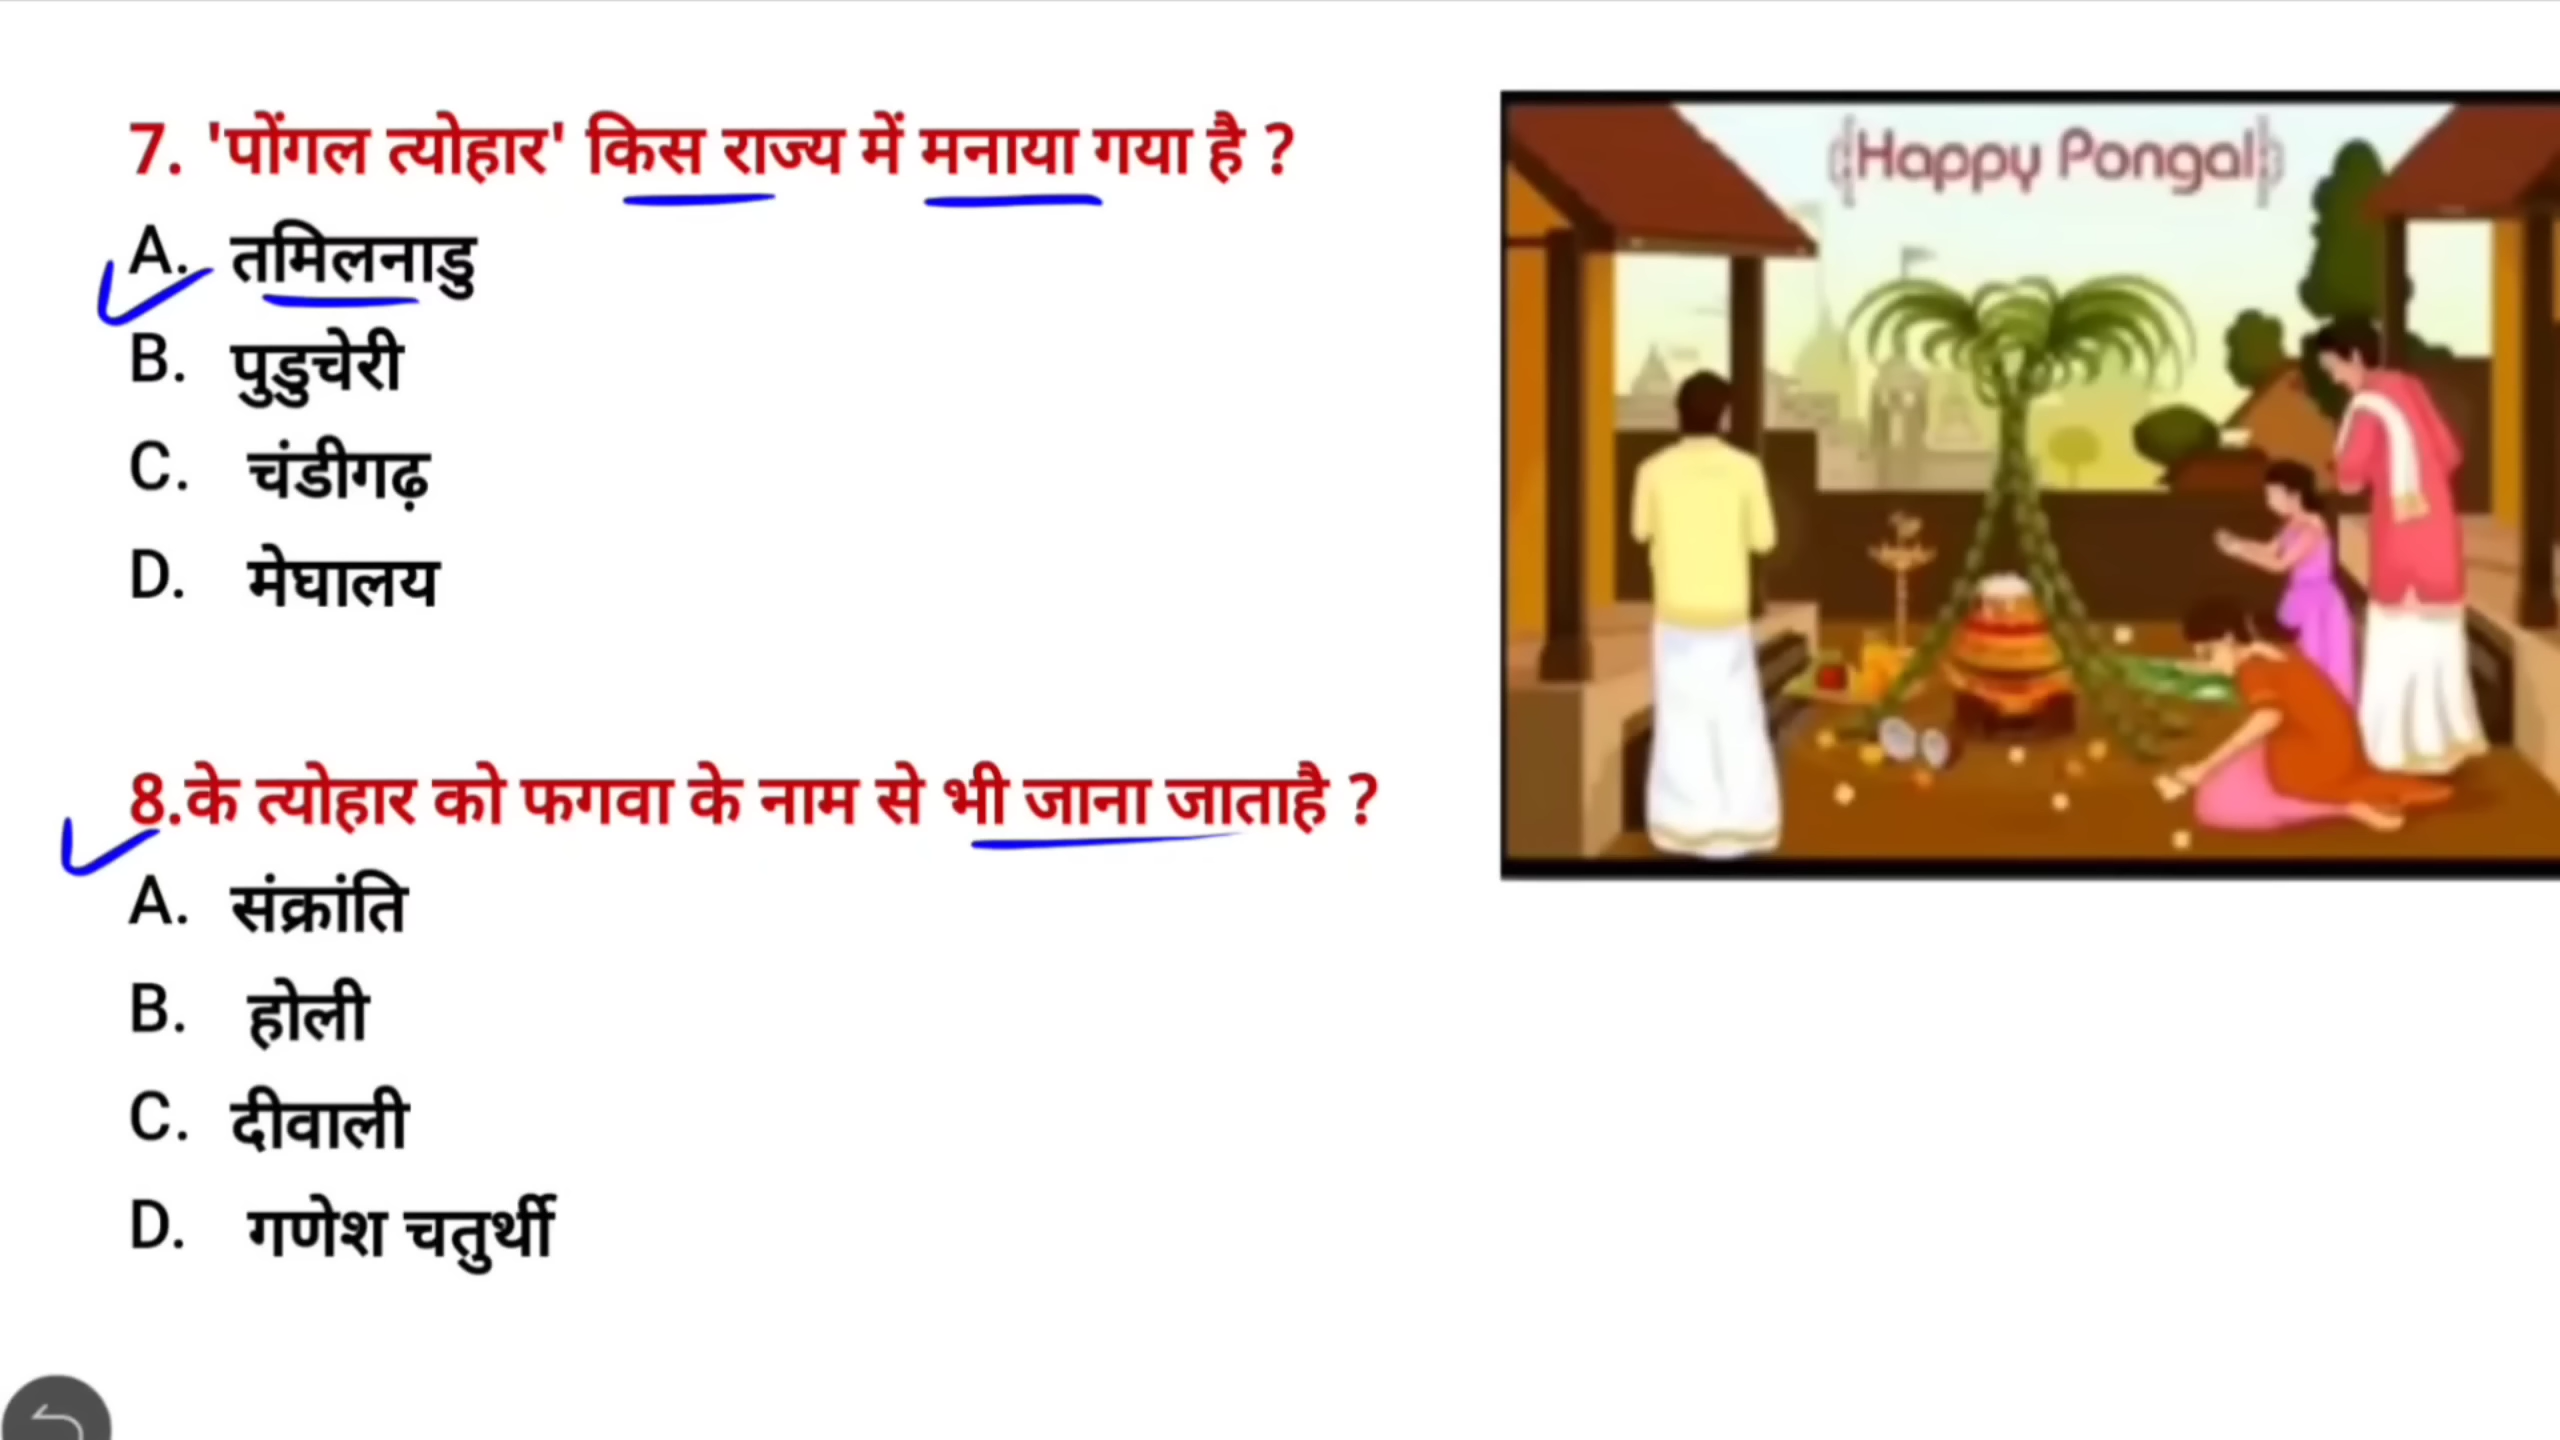 7. 'पोंगल त्योहार' किस राज्य में मनाया गया है ?
A. तमिलनाडु
B. पुडुचेरी
C. चंडीगढ़
D. मेघालय
8.के त्योहार को फगवा के नाम से भी जाना जाताहै ?
A. संक्रांति
B. होली
C. दीवाली
D. गणेश चतुर्थी
Happy Pongal